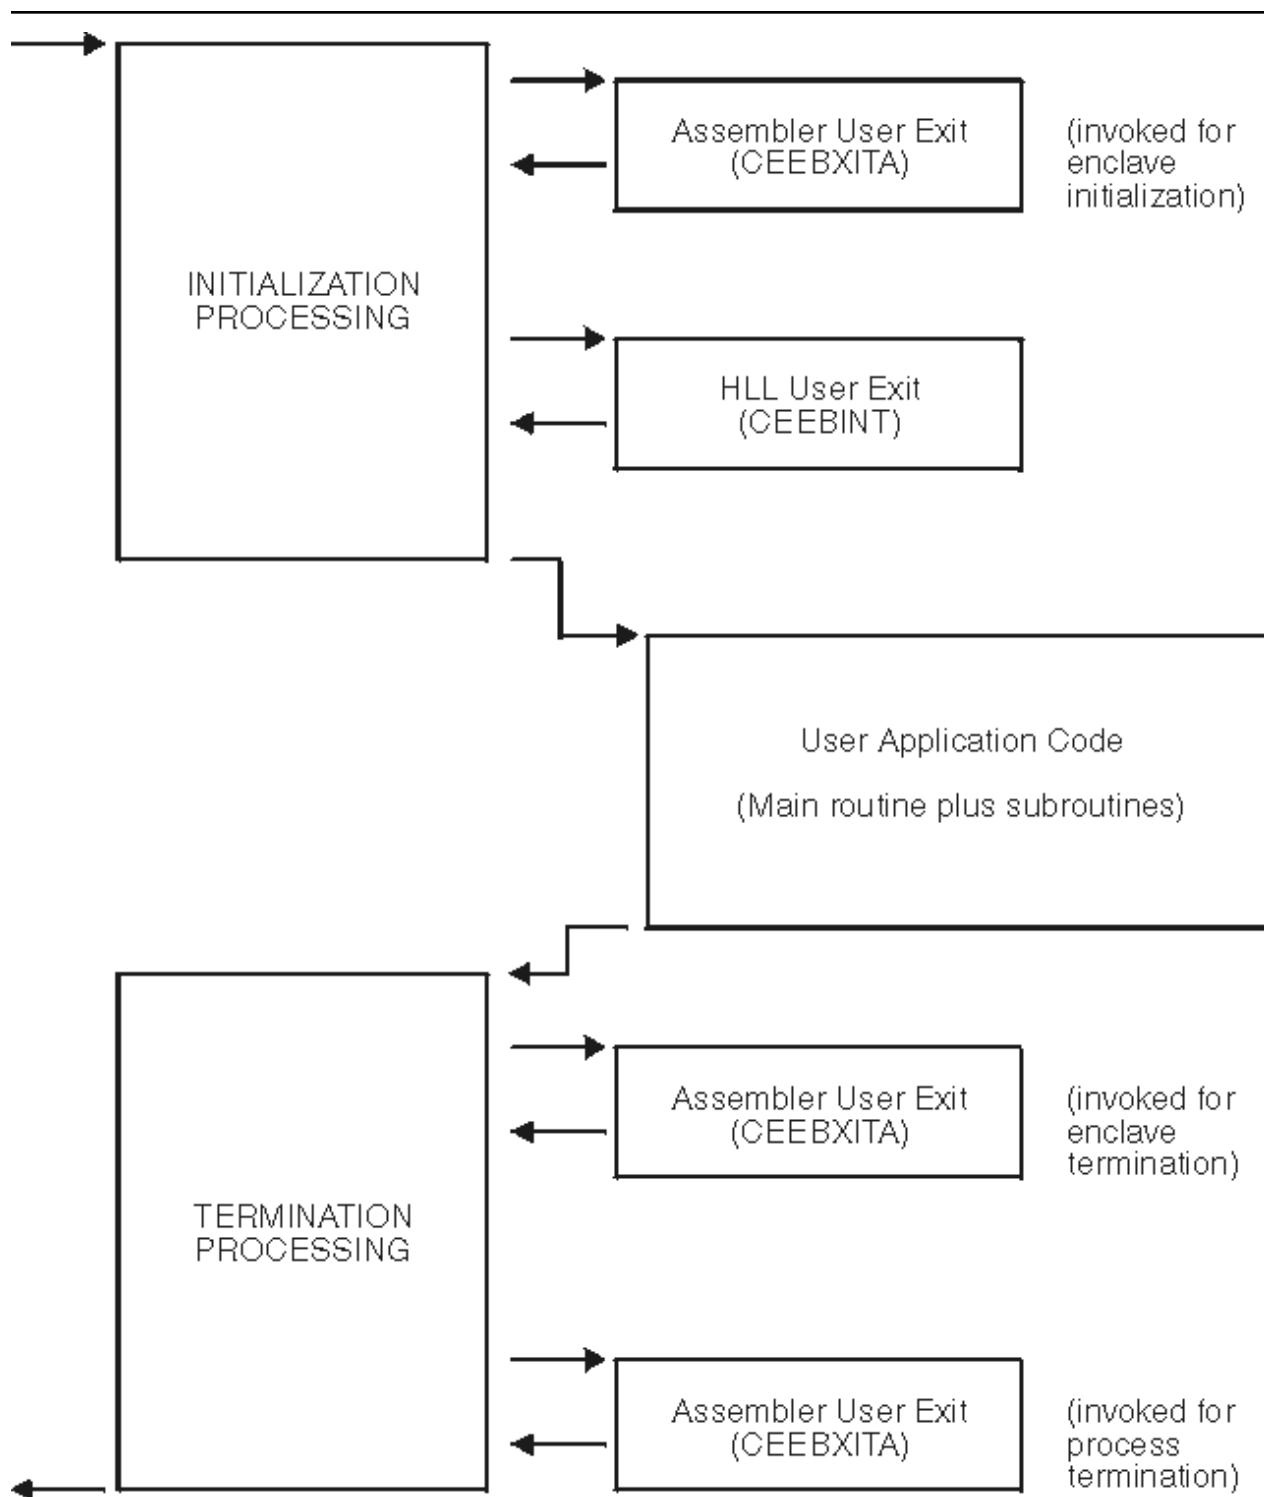 Assembler User Exit
(CEEBXITA)
(invoked for
enclave
initialization)
INITIALIZATION
PROCESSING
HLL User Exit
(CEEBINT)
User Application Code
(Main routine plus subroutines)
Assembler User Exit
(CEEBXITA)
(invoked for
enclave
termination)
TERMINATION
PROCESSING
Assembler User Exit
(CEEBXITA)
(invoked for
process
termination)